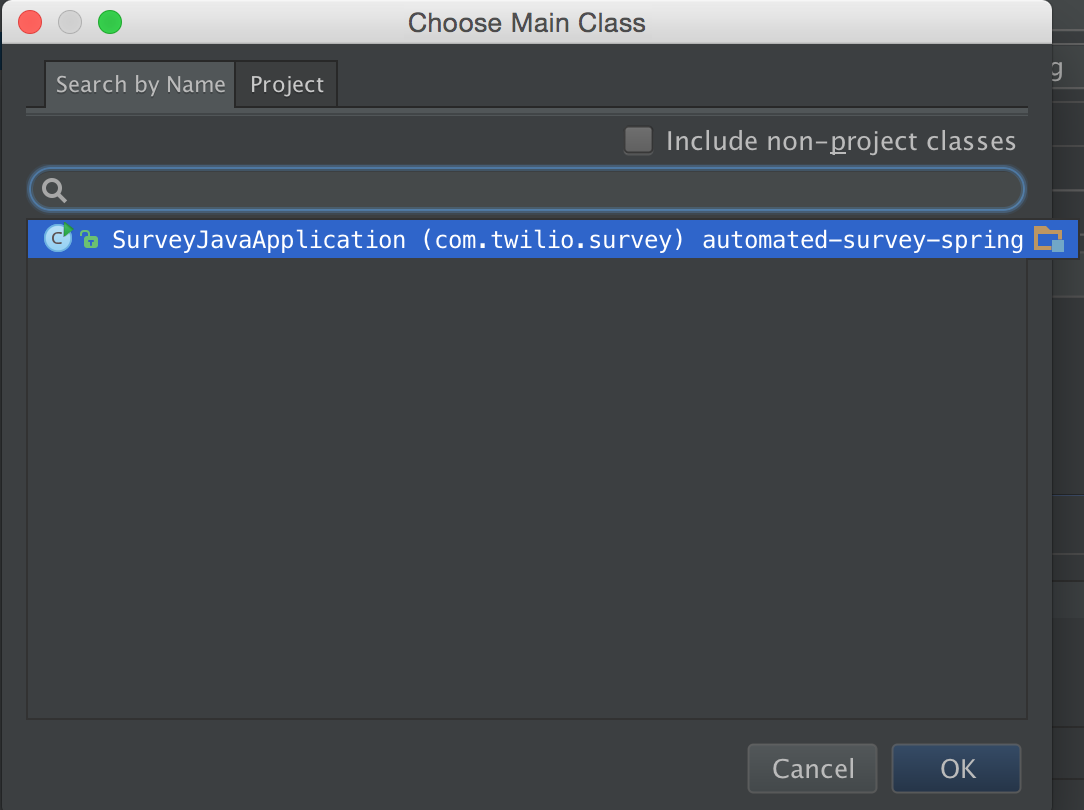 Choose Main Class
Search by Name Project
g
Include non-project classes
C SurveyJavaApplication (com.twilio.survey) automated-survey-spring
Cancel OK